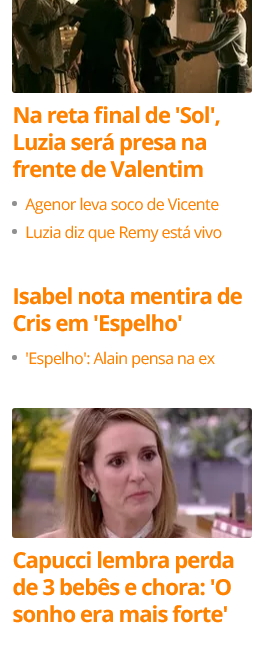 Na reta final de 'Sol',
Luzia será presa na
frente de Valentim
Agenor leva soco de Vicente
Luzia diz que Remy está vivo
Isabel nota mentira de
Cris em 'Espelho'
'Espelho': Alain pensa na ex
Capucci lembra perda
de 3 bebês e chora: 'O
sonho era mais forte'